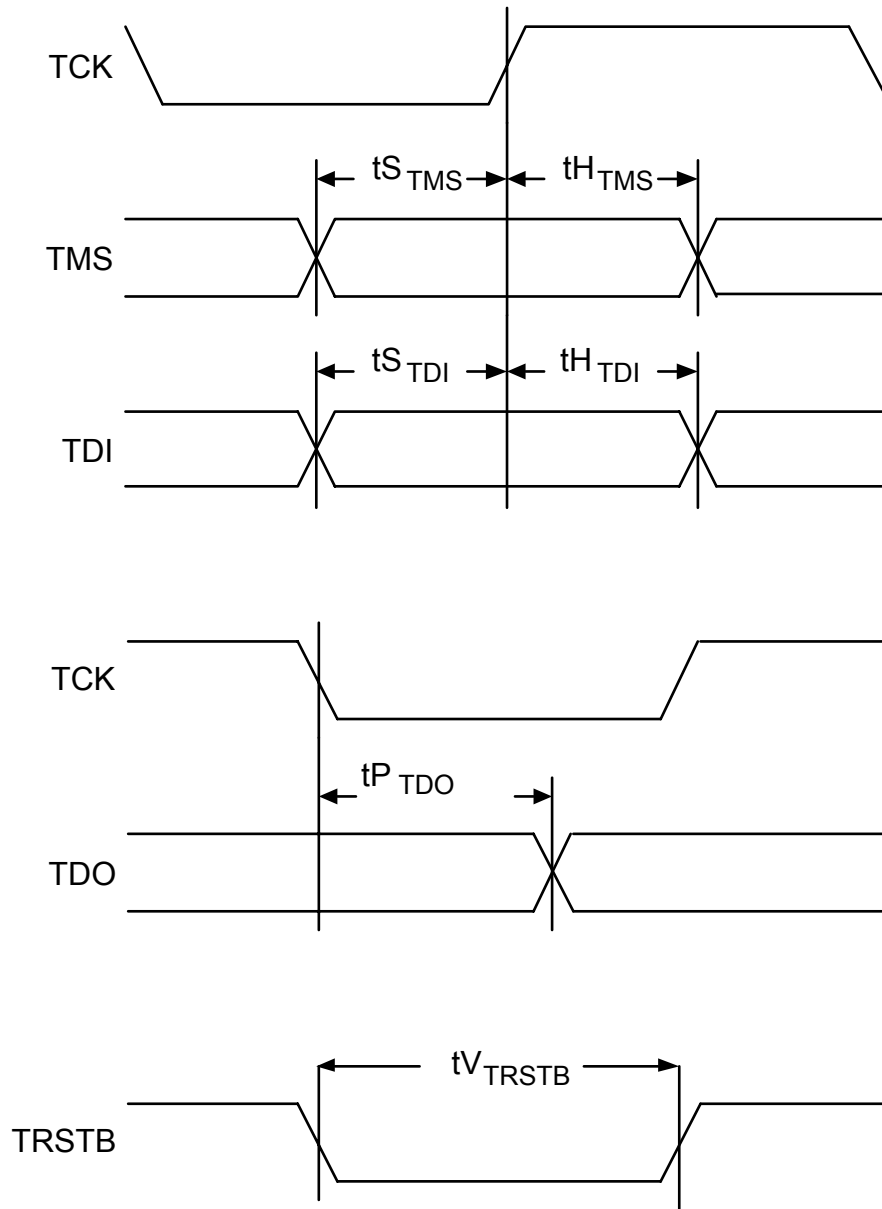 TCK
tS TMS tH TMS
TMS
tS TDI tH TDI
TDI
TCK
tP TDO
TDO
tV TRSTB
TRSTB